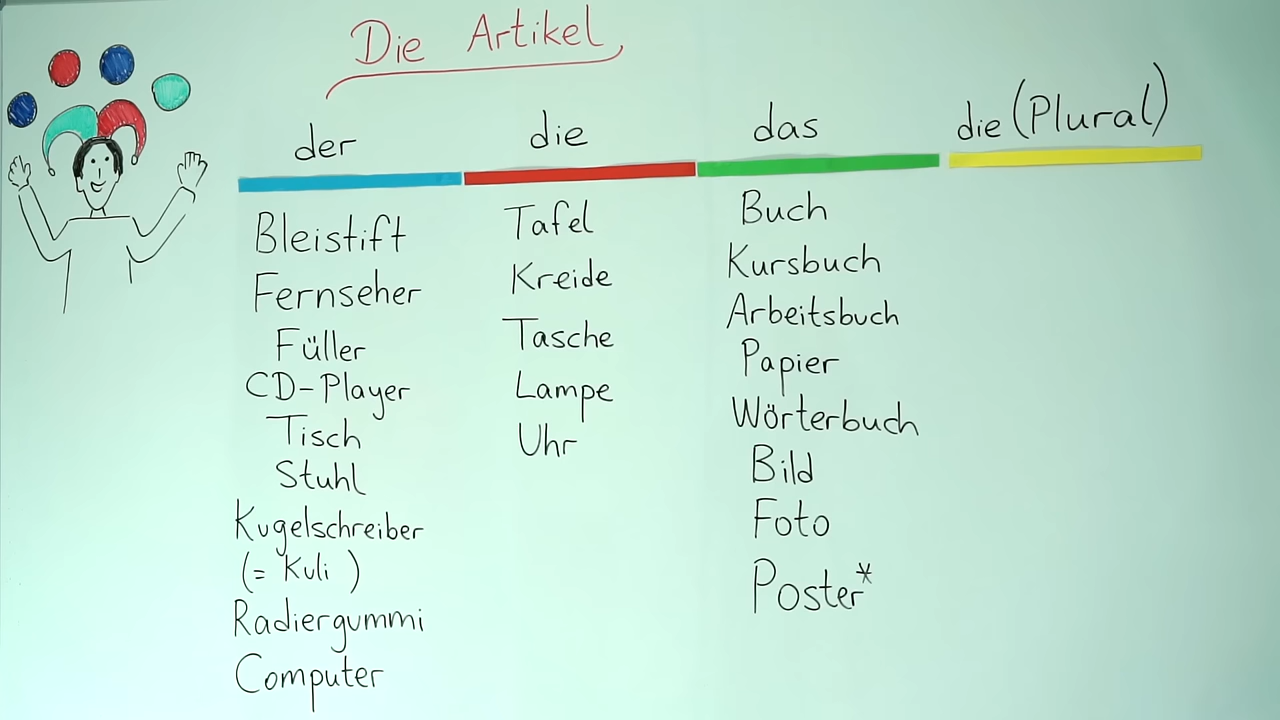 Die Artikel
der
Bleistift
Fernseher
Füller
CD-Player
Tisch
Stuhl
Kugelschreiber
(= Kuli )
Radiergummi
Computer
die
Tafel
Kreide
Tasche
Lampe
Uhr
das
Buch
Kursbuch
Arbeitsbuch
Papier
Wörterbuch
Bild
Foto
Poster*
die (Plural)